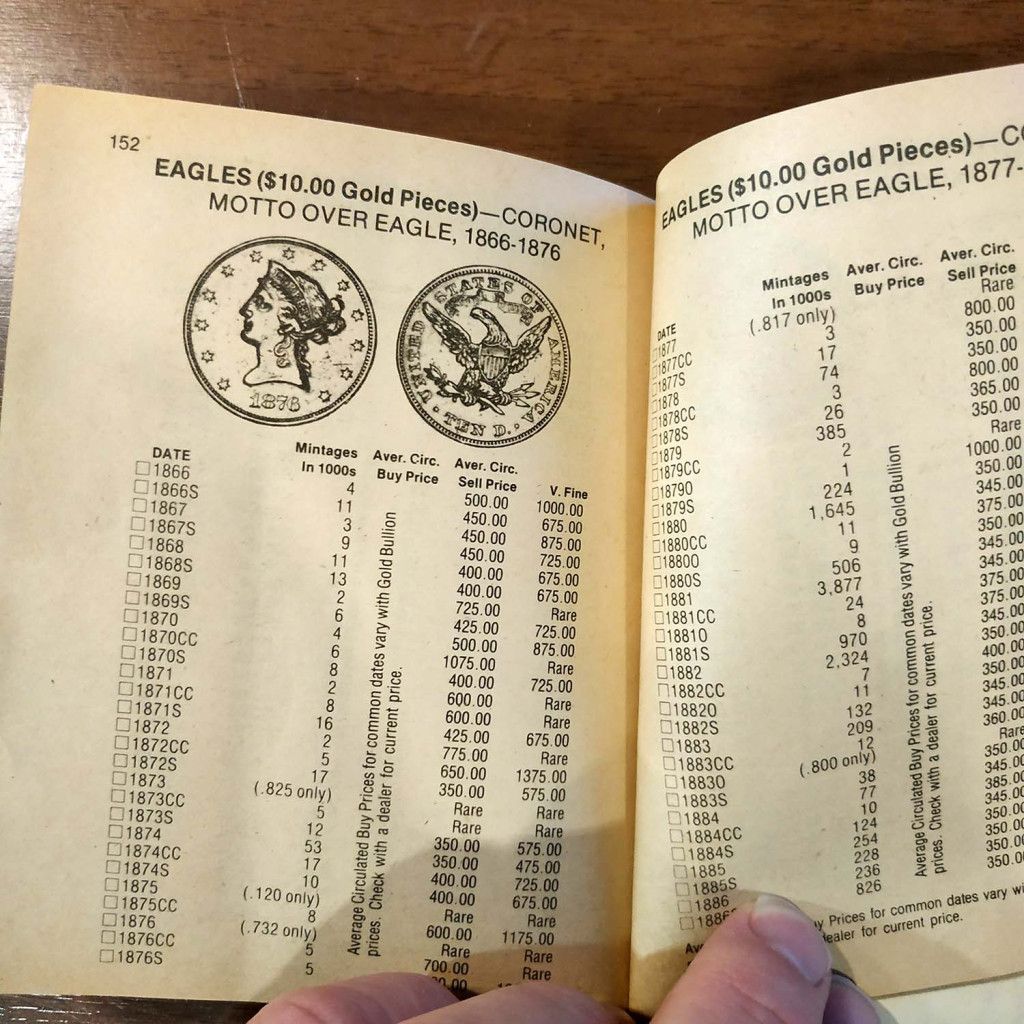 152
EAGLES ($10.00 Gold Pieces)—CORONET,
MOTTO OVER EAGLE, 1866-1876
1876
UNITED STATES OF AMERICA
TEN D.
DATE Mintages In 1000s Aver. Circ. Buy Price Aver. Circ. Sell Price V. Fine
1866 4 500.00 1000.00
1866S 11 450.00 675.00
1867 3 450.00 875.00
1867S 9 450.00 725.00
1868 11 400.00 675.00
1868S 13 400.00 675.00
1869 2 725.00 Rare
1869S 6 425.00 725.00
1870 4 500.00 875.00
1870CC 6 1075.00 Rare
1870S 8 400.00 725.00
1871 2 600.00 Rare
1871CC 8 600.00 Rare
1871S 16 425.00 675.00
1872 2 775.00 Rare
1872CC 5 650.00 1375.00
1872S 17 350.00 575.00
1873 (.825 only) Rare Rare
1873CC 5 Rare Rare
1873S 12 350.00 575.00
1874 53 350.00 475.00
1874CC 17 400.00 725.00
1874S 10 400.00 675.00
1875 (.120 only) Rare Rare
1875CC 8 600.00 1175.00
1876 (.732 only) Rare Rare
1876CC 5 700.00 Rare
1876S 5
Average Circulated Buy Prices for common dates vary with Gold Bullion
prices. Check with a dealer for current price.
EAGLES ($10.00 Gold Pieces)—CO
MOTTO OVER EAGLE, 1877-
DATE Mintages In 1000s Aver. Circ. Buy Price Aver. Circ. Sell Price
1877 (.817 only) Rare
1877CC 3 800.00
1877S 17 350.00
1878 74 350.00
1878CC 3 800.00
1878S 26 365.00
1879 385 350.00
1879CC 2 Rare
1879O 1 1000.00
1879S 224 350.00
1880 1,645 345.00
1880CC 11 375.00
1880O 9 350.00
1880S 506 345.00
1881 3,877 345.00
1881CC 24 375.00
1881O 8 375.00
1881S 970 345.00
1882 2,324 350.00
1882CC 7 400.00
1882O 11 350.00
1882S 132 345.00
1883 209 345.00
1883CC 12 360.00
1883O (.800 only) Rare
1883S 38 350.00
1884 77 345.00
1884CC 10 385.00
1884S 124 345.00
1885 254 350.00
1885S 228 350.00
1886 236 350.0
1886S 826
Average Circulated Buy Prices for common dates vary with Gold Bullion
prices. Check with a dealer for current price.
uy Prices for common dates vary wi
dealer for current price.